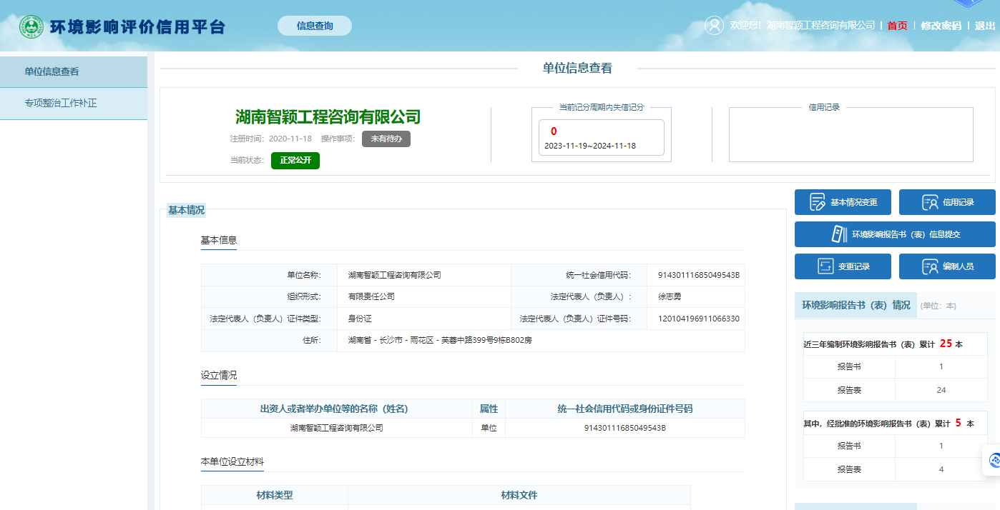 环境影响评价信用平台
信息查询
欢迎您！湖南智颖工程咨询有限公司 | 首页 | 修改密码 | 退出
单位信息查看
专项整治工作补正
单位信息查看
湖南智颖工程咨询有限公司
注册时间： 2020-11-18 操作事项： 未有待办
当前状态： 正常公开
当前记分周期内失信记分
0
2023-11-19~2024-11-18
信用记录
基本情况
基本信息
单位名称： 湖南智颖工程咨询有限公司 统一社会信用代码： 91430111685049543B
组织形式： 有限责任公司 法定代表人（负责人）： 徐志勇
法定代表人（负责人）证件类型： 身份证 法定代表人（负责人）证件号码： 120104196911066330
住所： 湖南省 - 长沙市 - 雨花区 - 芙蓉中路399号9栋B802房
设立情况
出资人或者举办单位等的名称（姓名） 属性 统一社会信用代码或身份证件号码
湖南智颖工程咨询有限公司 单位 91430111685049543B
本单位设立材料
材料类型 材料文件
基本情况变更 信用记录
环境影响报告书（表）信息提交
变更记录 编制人员
环境影响报告书（表）情况 (单位：本)
近三年编制环境影响报告书（表）累计 25 本
报告书 1
报告表 24
其中，经批准的环境影响报告书（表）累计 5 本
报告书 1
报告表 4